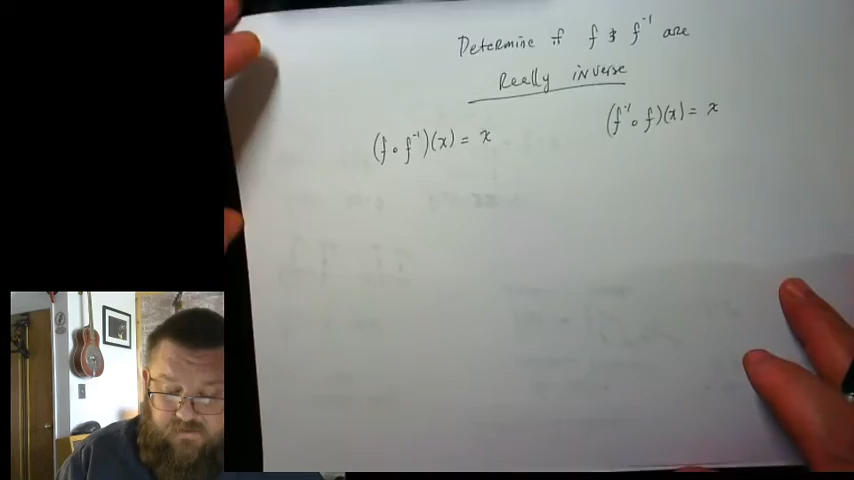 Determine if f & f⁻¹ are
Really inverse
(f ∘ f⁻¹)(x) = x (f⁻¹ ∘ f)(x) = x